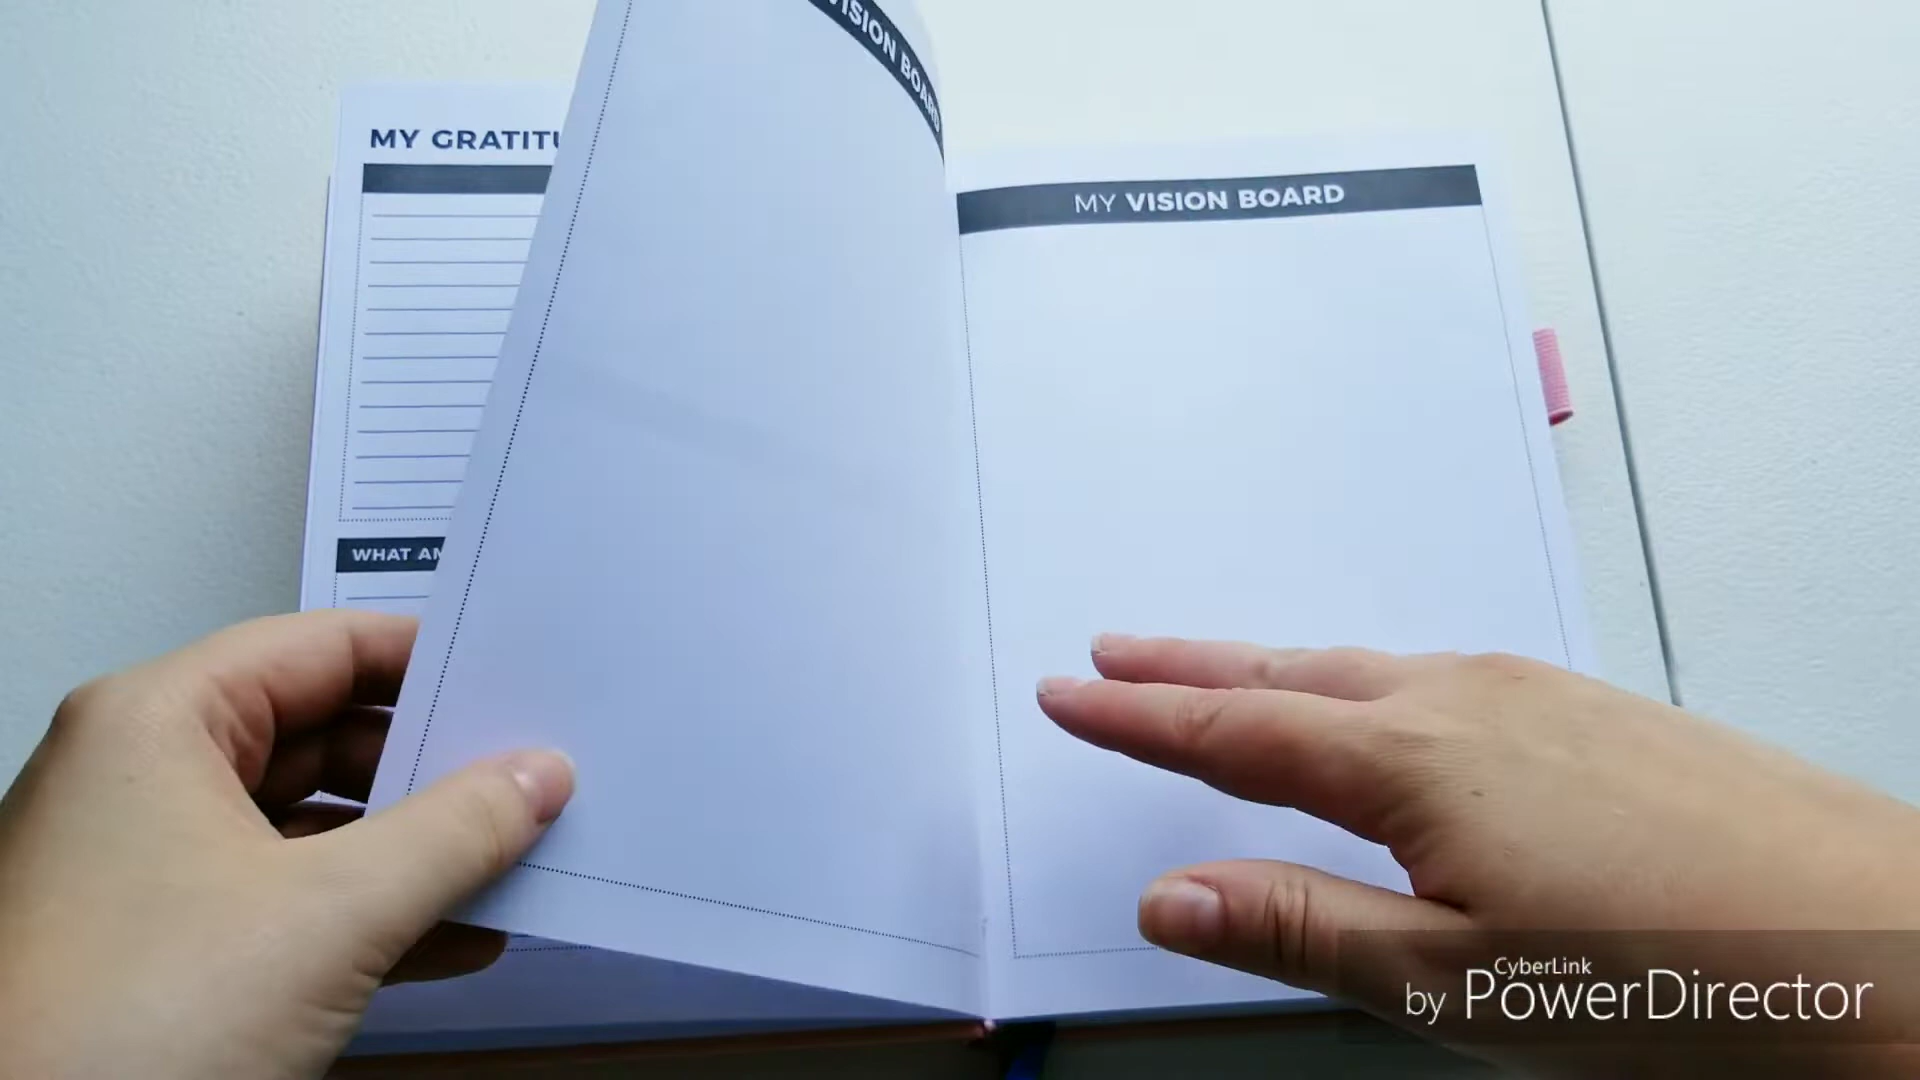 MY GRATITU
WHAT AN
VISION BOARD
MY VISION BOARD
CyberLink
by PowerDirector